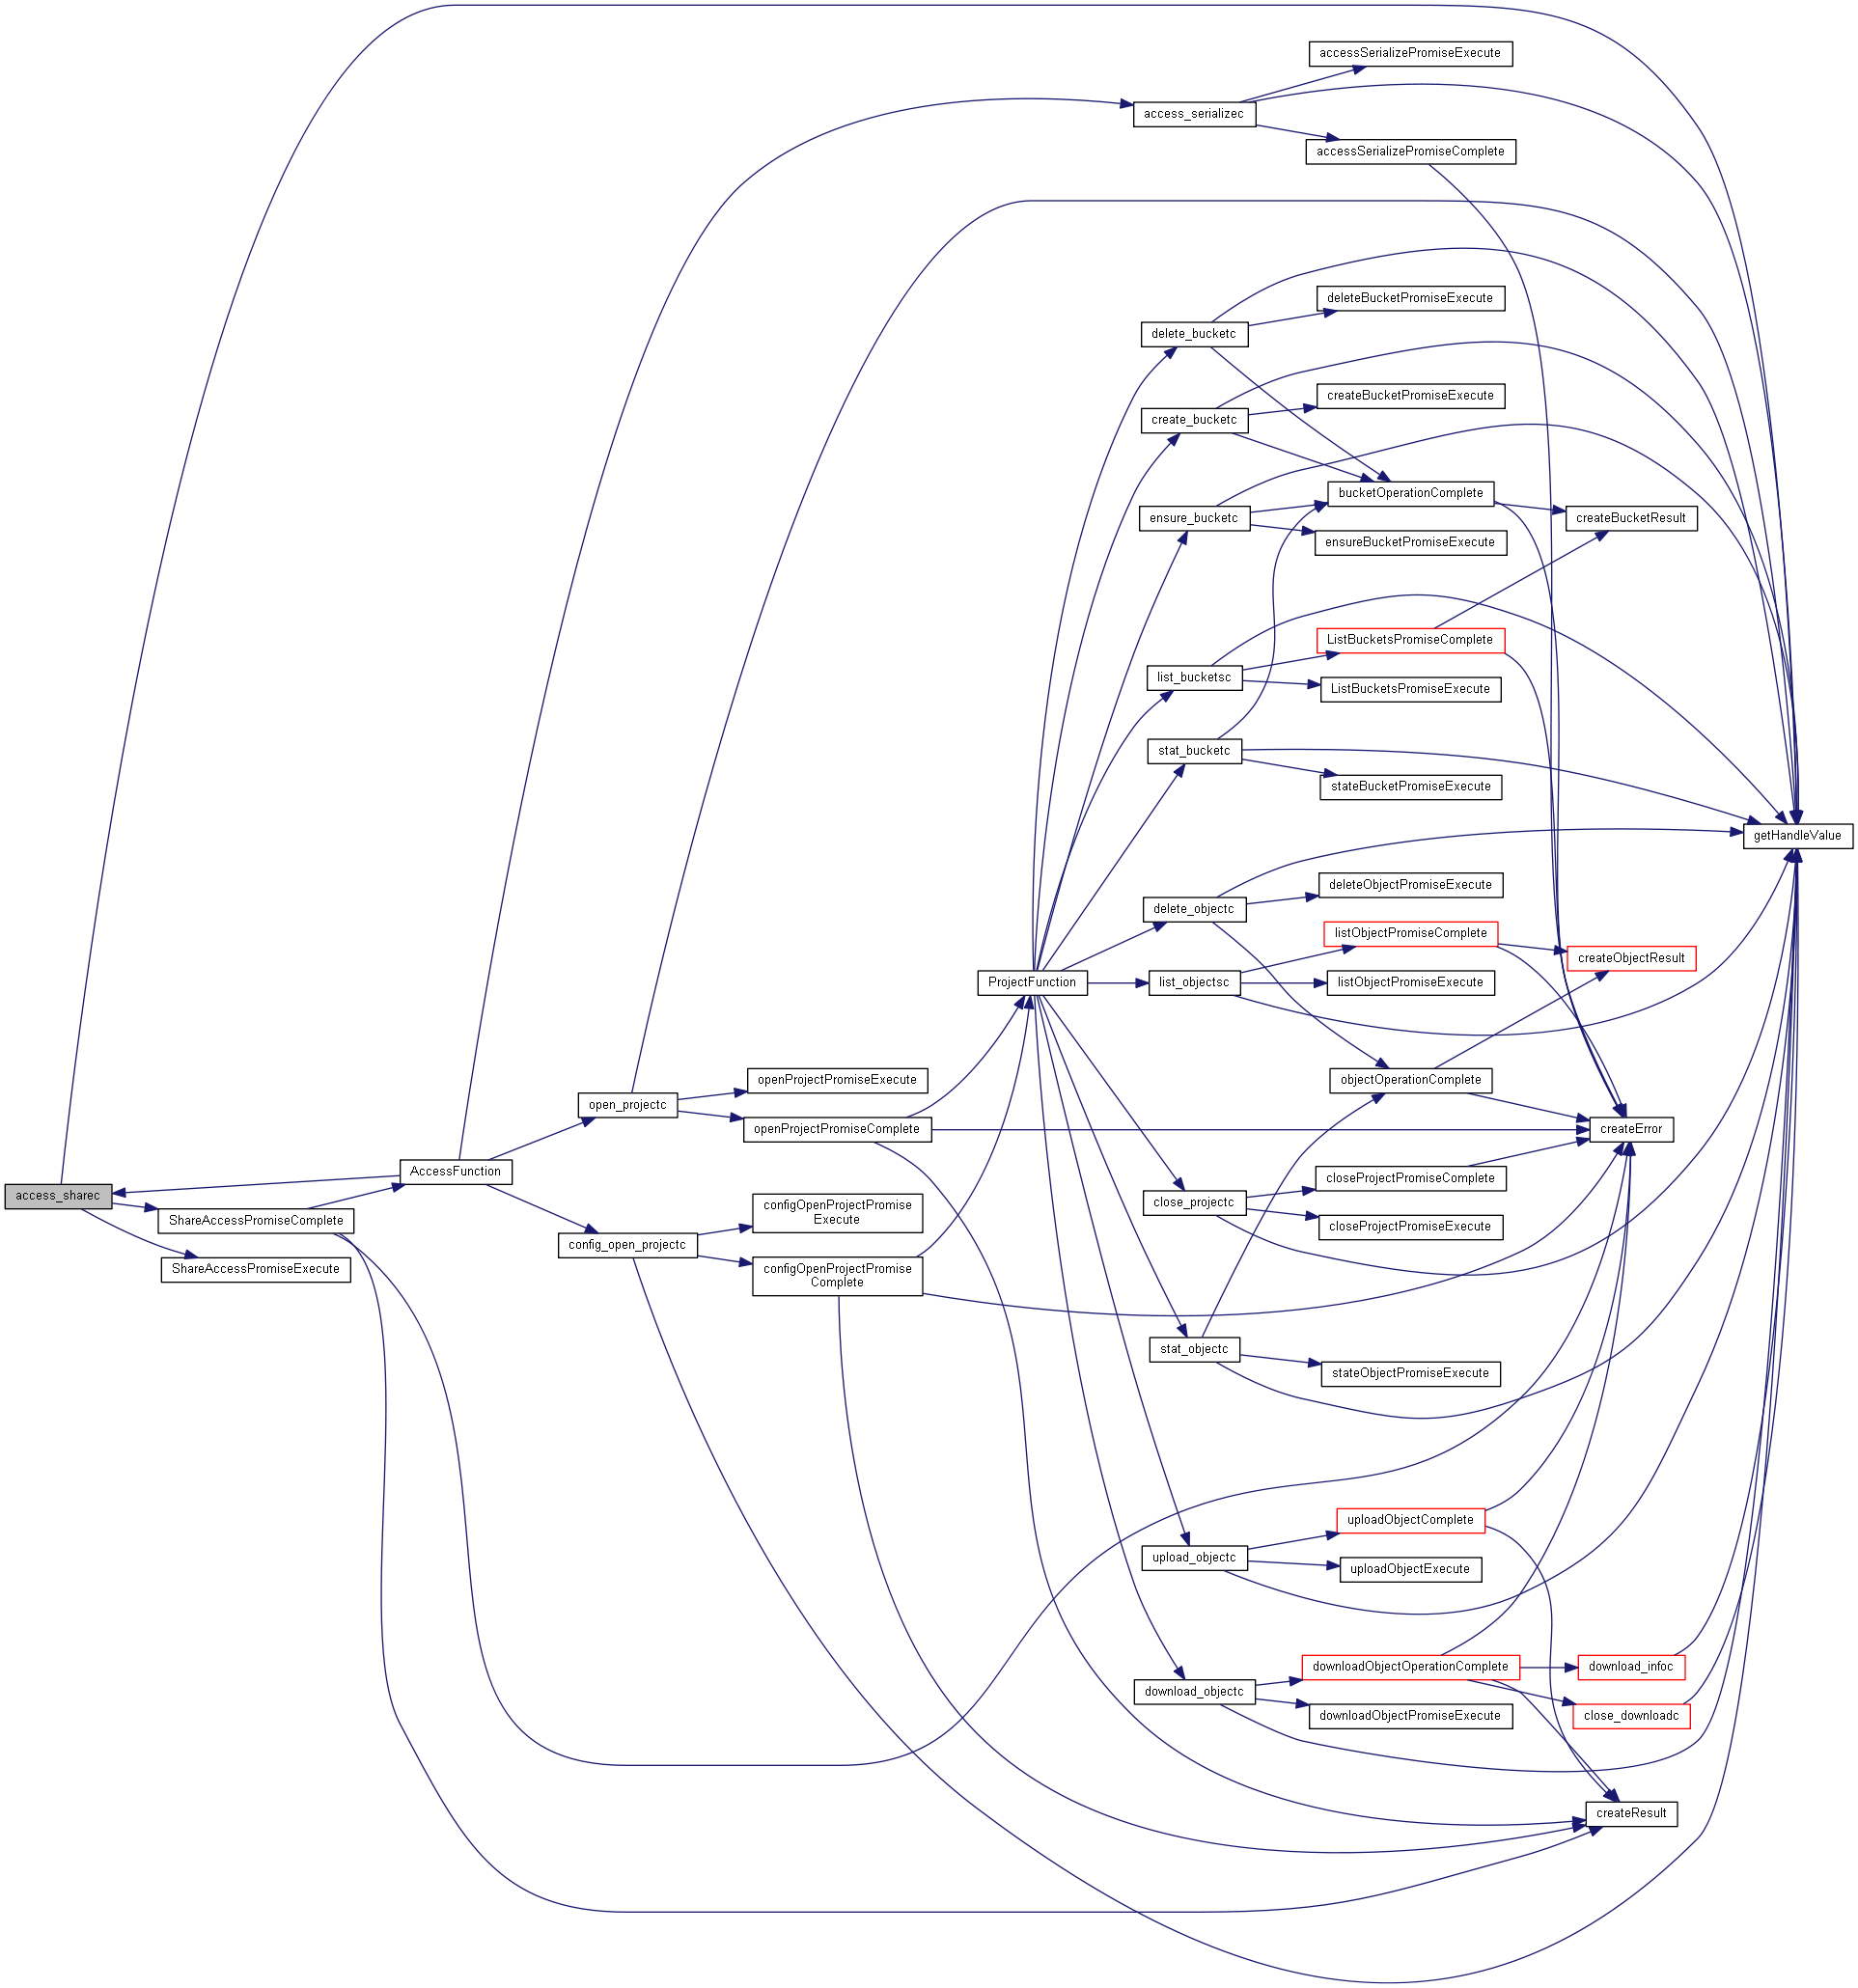 accessSerializePromiseExecute
access_serializec
accessSerializePromiseComplete
deleteBucketPromiseExecute
delete_bucketc
createBucketPromiseExecute
create_bucketc
bucketOperationComplete
ensure_bucketc
createBucketResult
ensureBucketPromiseExecute
ListBucketsPromiseComplete
list_bucketsc
ListBucketsPromiseExecute
stat_bucketc
stateBucketPromiseExecute
getHandleValue
deleteObjectPromiseExecute
delete_objectc
listObjectPromiseComplete
createObjectResult
ProjectFunction
list_objectsc
listObjectPromiseExecute
openProjectPromiseExecute
objectOperationComplete
open_projectc
openProjectPromiseComplete
createError
AccessFunction
closeProjectPromiseComplete
access_sharec
close_projectc
ShareAccessPromiseComplete
configOpenProjectPromise
Execute
closeProjectPromiseExecute
config_open_projectc
ShareAccessPromiseExecute
configOpenProjectPromise
Complete
stat_objectc
stateObjectPromiseExecute
uploadObjectComplete
upload_objectc
uploadObjectExecute
downloadObjectOperationComplete
download_infoc
download_objectc
downloadObjectPromiseExecute
close_downloadc
createResult